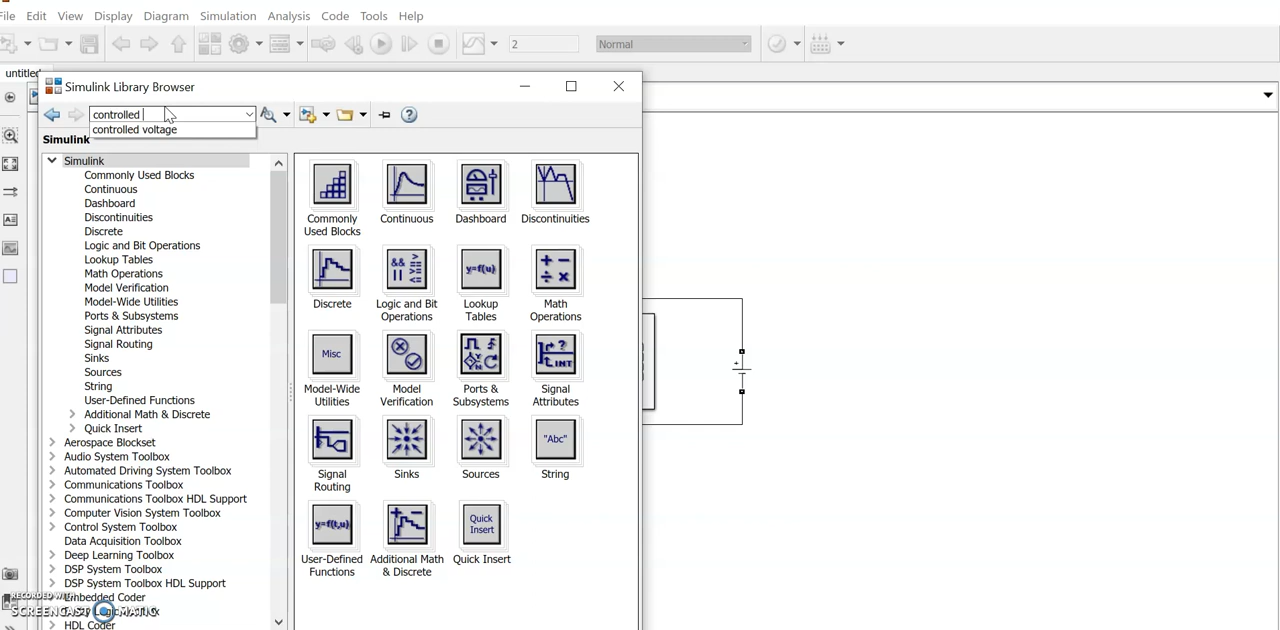 File Edit View Display Diagram Simulation Analysis Code Tools Help
2 Normal
untitled
Simulink Library Browser
controlled
controlled voltage
Simulink
Simulink
Commonly Used Blocks
Continuous
Dashboard
Discontinuities
Discrete
Logic and Bit Operations
Lookup Tables
Math Operations
Model Verification
Model-Wide Utilities
Ports & Subsystems
Signal Attributes
Signal Routing
Sinks
Sources
String
User-Defined Functions
Additional Math & Discrete
Quick Insert
Aerospace Blockset
Audio System Toolbox
Automated Driving System Toolbox
Communications Toolbox
Communications Toolbox HDL Support
Computer Vision System Toolbox
Control System Toolbox
Data Acquisition Toolbox
Deep Learning Toolbox
DSP System Toolbox
DSP System Toolbox HDL Support
Embedded Coder
HDL Coder
Commonly Used Blocks
Continuous
Dashboard
Discontinuities
Discrete
&& >= || <=
Logic and Bit Operations
y=f(u)
Lookup Tables
Math Operations
Misc
Model-Wide Utilities
Model Verification
Ports & Subsystems
Signal Attributes
Signal Routing
Sinks
Sources
"Abc"
String
y=f(t,u)
User-Defined Functions
Additional Math & Discrete
Quick Insert
Quick Insert
RECORDED WITH
SCREENCAST-O-MATIC